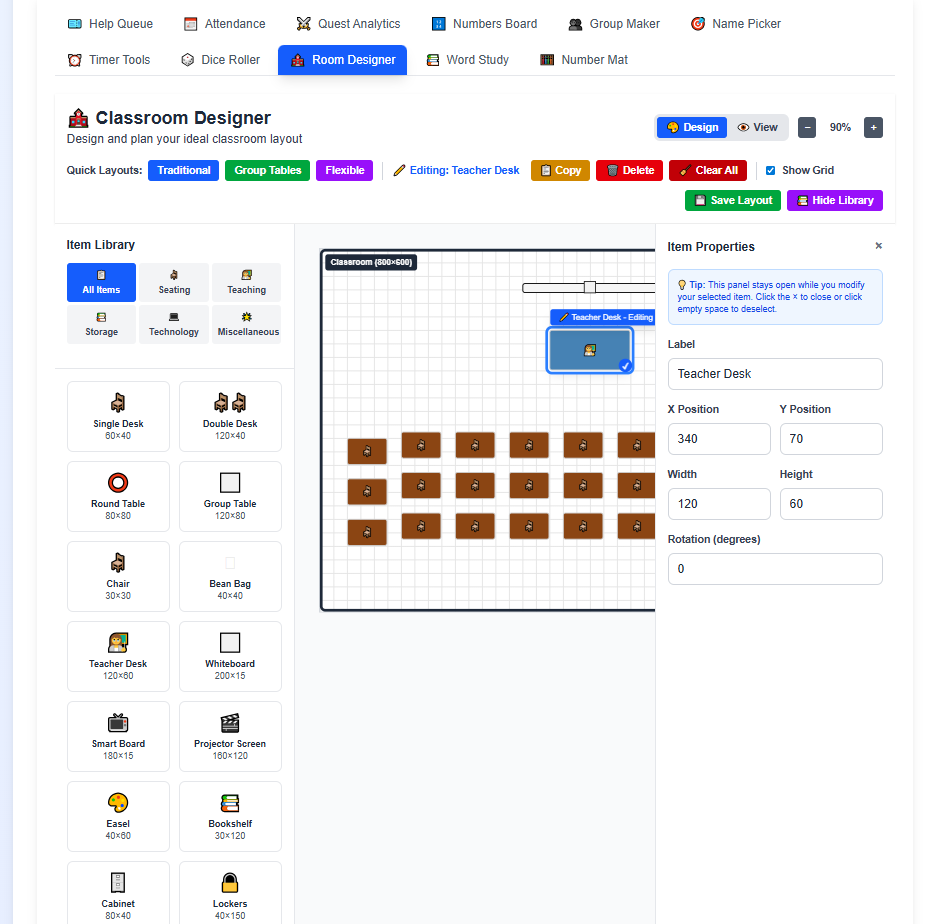 Help Queue Attendance Quest Analytics Numbers Board Group Maker Name Picker
Timer Tools Dice Roller Room Designer Word Study Number Mat
Classroom Designer
Design and plan your ideal classroom layout
Design View − 90% +
Quick Layouts: Traditional Group Tables Flexible Editing: Teacher Desk Copy Delete Clear All Show Grid
Save Layout Hide Library
Item Library
All Items Seating Teaching
Storage Technology Miscellaneous
Single Desk
60×40
Double Desk
120×40
Round Table
80×80
Group Table
120×80
Chair
30×30
Bean Bag
40×40
Teacher Desk
120×60
Whiteboard
200×15
Smart Board
180×15
Projector Screen
160×120
Easel
40×60
Bookshelf
30×120
Cabinet
80×40
Lockers
40×150
Classroom (800×600)
Teacher Desk - Editing
Item Properties ×
Tip: This panel stays open while you modify
your selected item. Click the × to close or click
empty space to deselect.
Label
Teacher Desk
X Position Y Position
340 70
Width Height
120 60
Rotation (degrees)
0